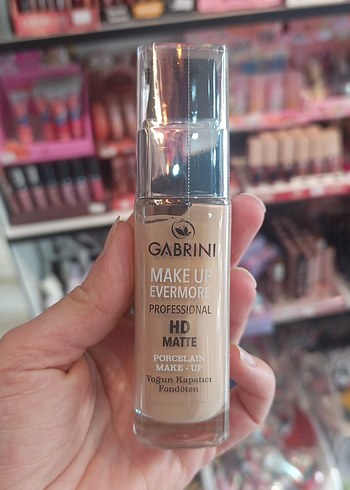 GABRINI
MAKE UP
EVERMORE
PROFESSIONAL
HD
MATTE
PORCELAIN
MAKE - UP
Yoğun Kapatıcı
Fondöten